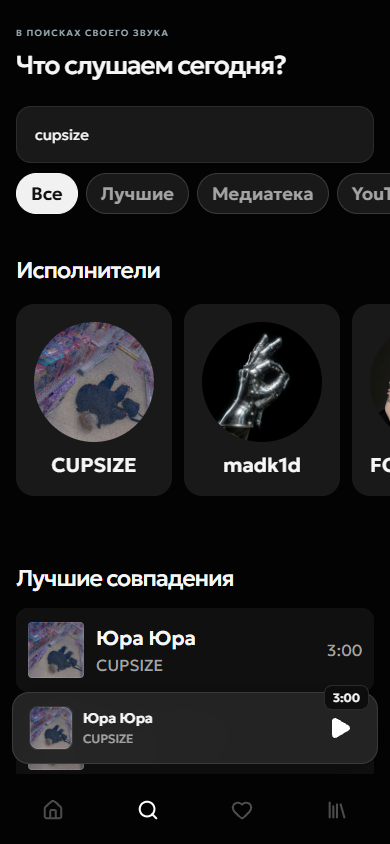 В ПОИСКАХ СВОЕГО ЗВУКА
Что слушаем сегодня?
cupsize
Все
Лучшие
Медиатека
Исполнители
CUPSIZE
madk1d
Лучшие совпадения
Юра Юра
3:00
CUPSIZE
3:00
Юра Юра
CUPSIZE